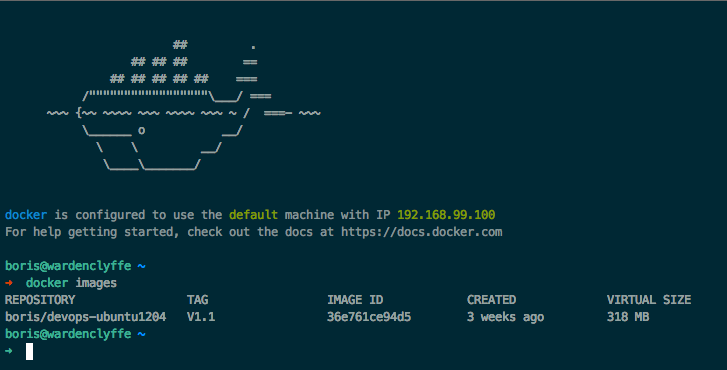 ##         .
                  ## ## ##        ==
               ## ## ## ## ##    ===
           /"""""""""""""""""\___/ ===
      ~~~ {~~ ~~~~ ~~~ ~~~~ ~~~ ~ /  ===- ~~~
           \______ o           __/
             \    \         __/
              \____\_______/
docker is configured to use the default machine with IP 192.168.99.100
For help getting started, check out the docs at https://docs.docker.com
boris@wardenclyffe ~
➜  docker images
REPOSITORY                TAG                 IMAGE ID            CREATED             VIRTUAL SIZE
boris/devops-ubuntu1204   V1.1                36e761ce94d5        3 weeks ago         318 MB
boris@wardenclyffe ~
➜